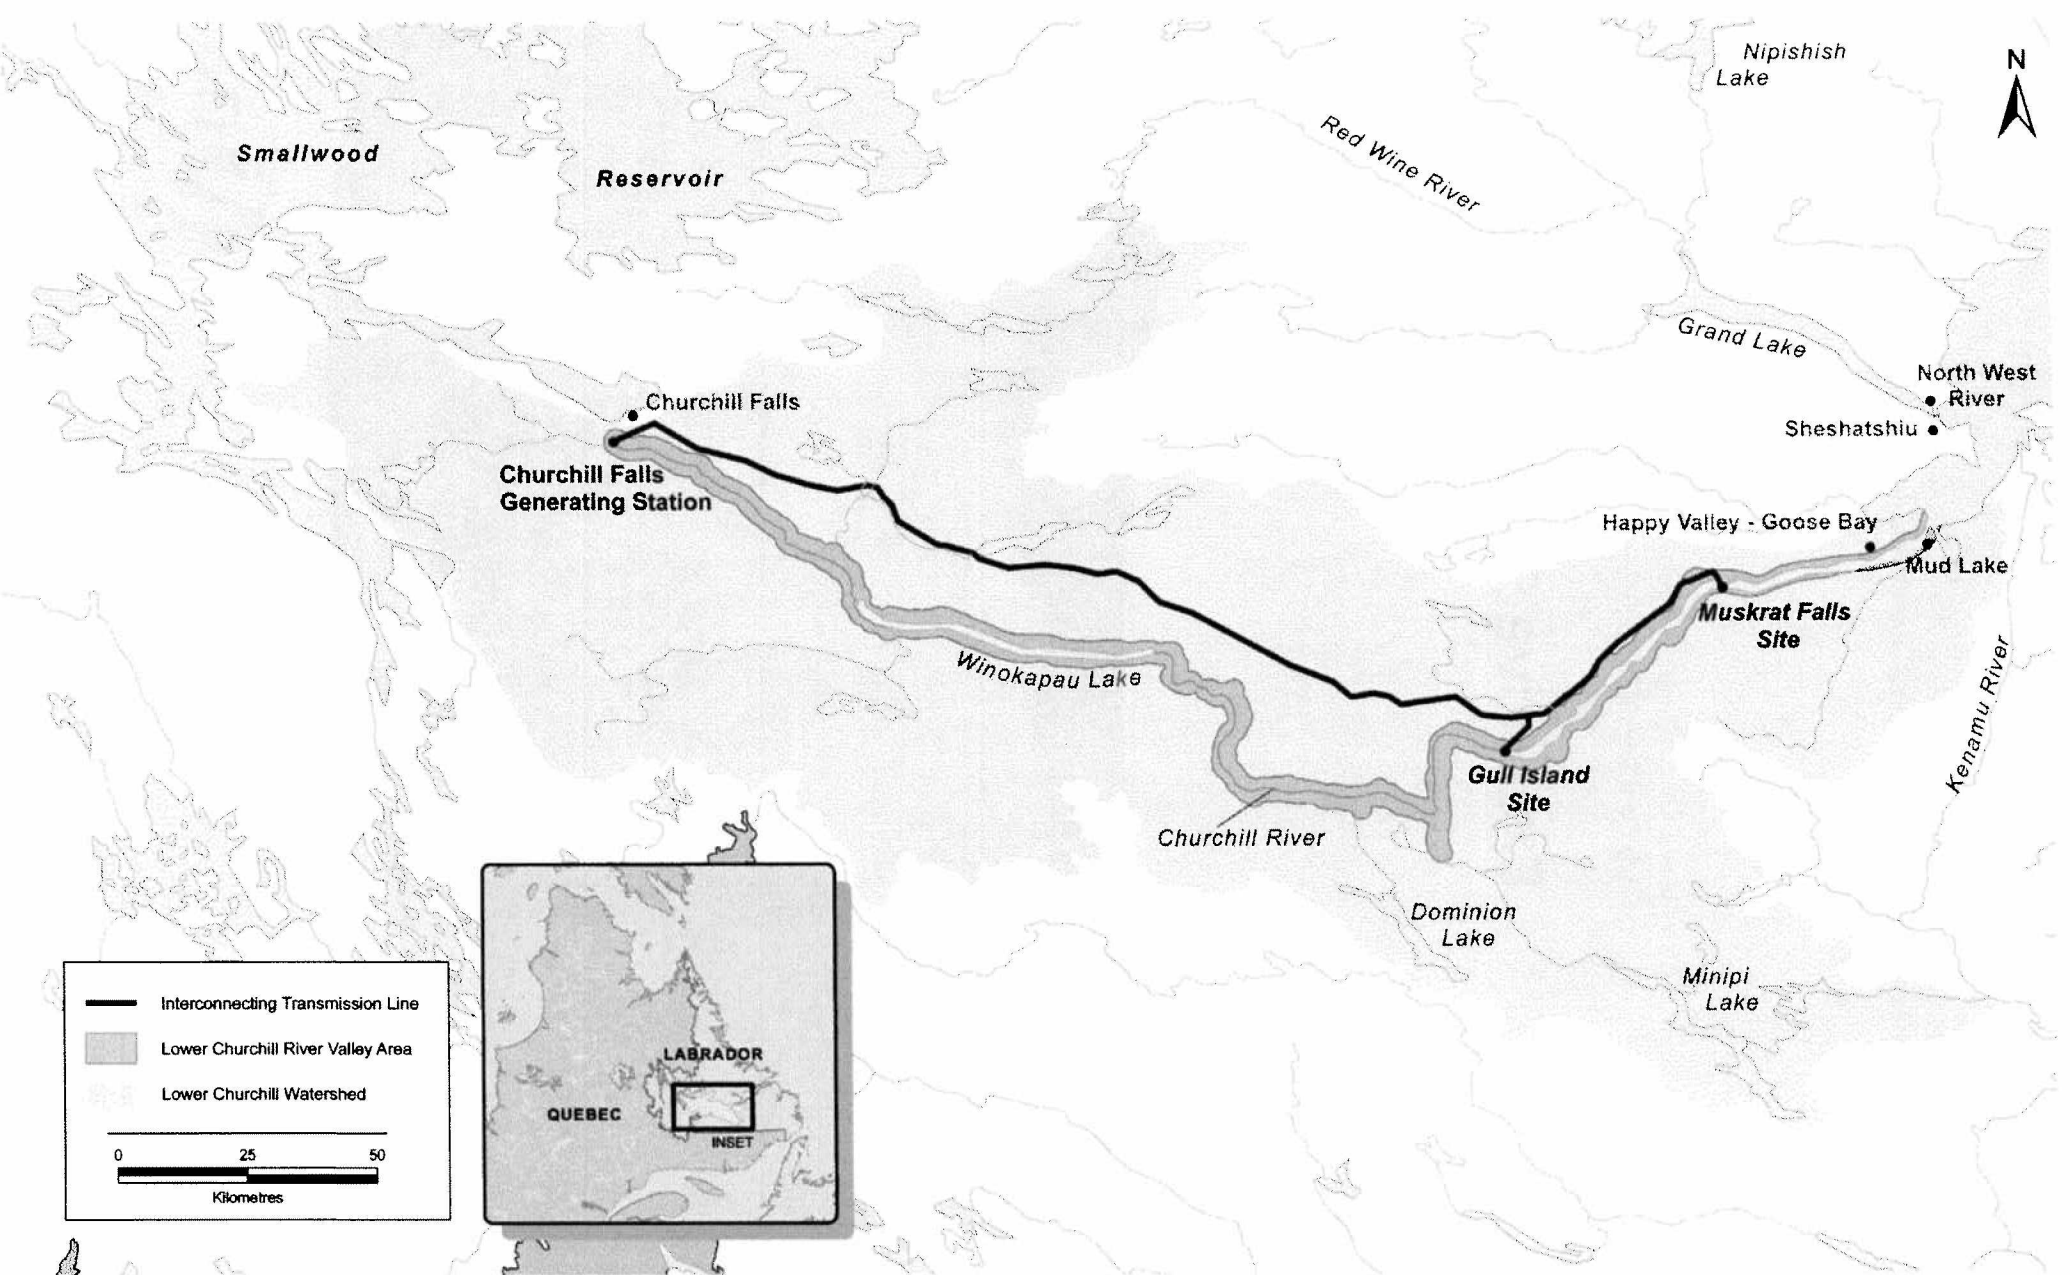 Nipishish
Lake
N
Red Wine River
Smallwood
Reservoir
Grand Lake
North West
River
Churchill Falls
Sheshatshiu
Churchill Falls
Generating Station
Happy Valley - Goose Bay
Mud Lake
Muskrat Falls
Site
Winokapau Lake
Kenamu River
Gull Island
Site
Churchill River
Dominion
Lake
Minipi
Lake
Interconnecting Transmission Line
Lower Churchill River Valley Area
Lower Churchill Watershed
0 25 50
Kilometres
LABRADOR
QUEBEC
INSET